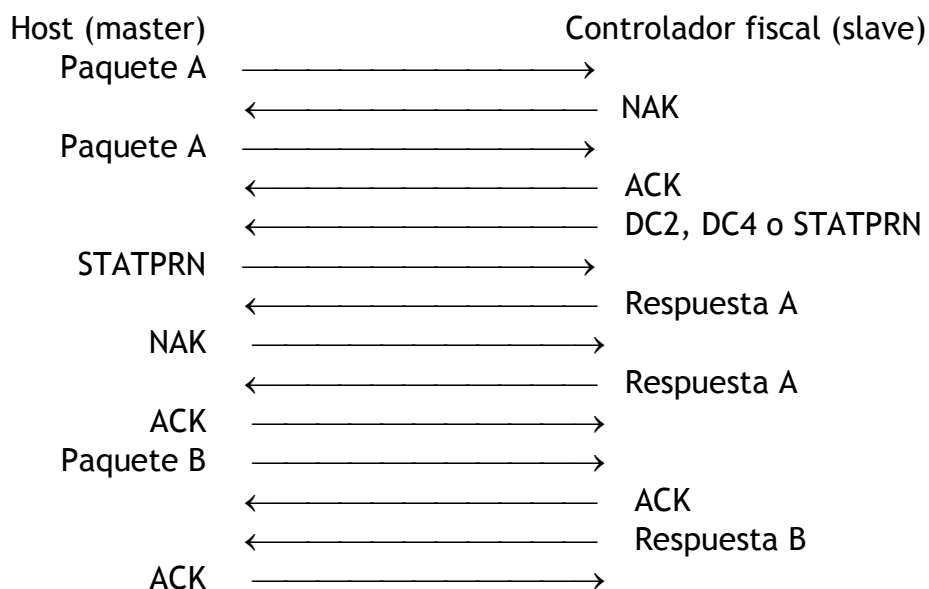 Host (master) Controlador fiscal (slave)
Paquete A
NAK
Paquete A
ACK
DC2, DC4 o STATPRN
STATPRN
Respuesta A
NAK
Respuesta A
ACK
Paquete B
ACK
Respuesta B
ACK